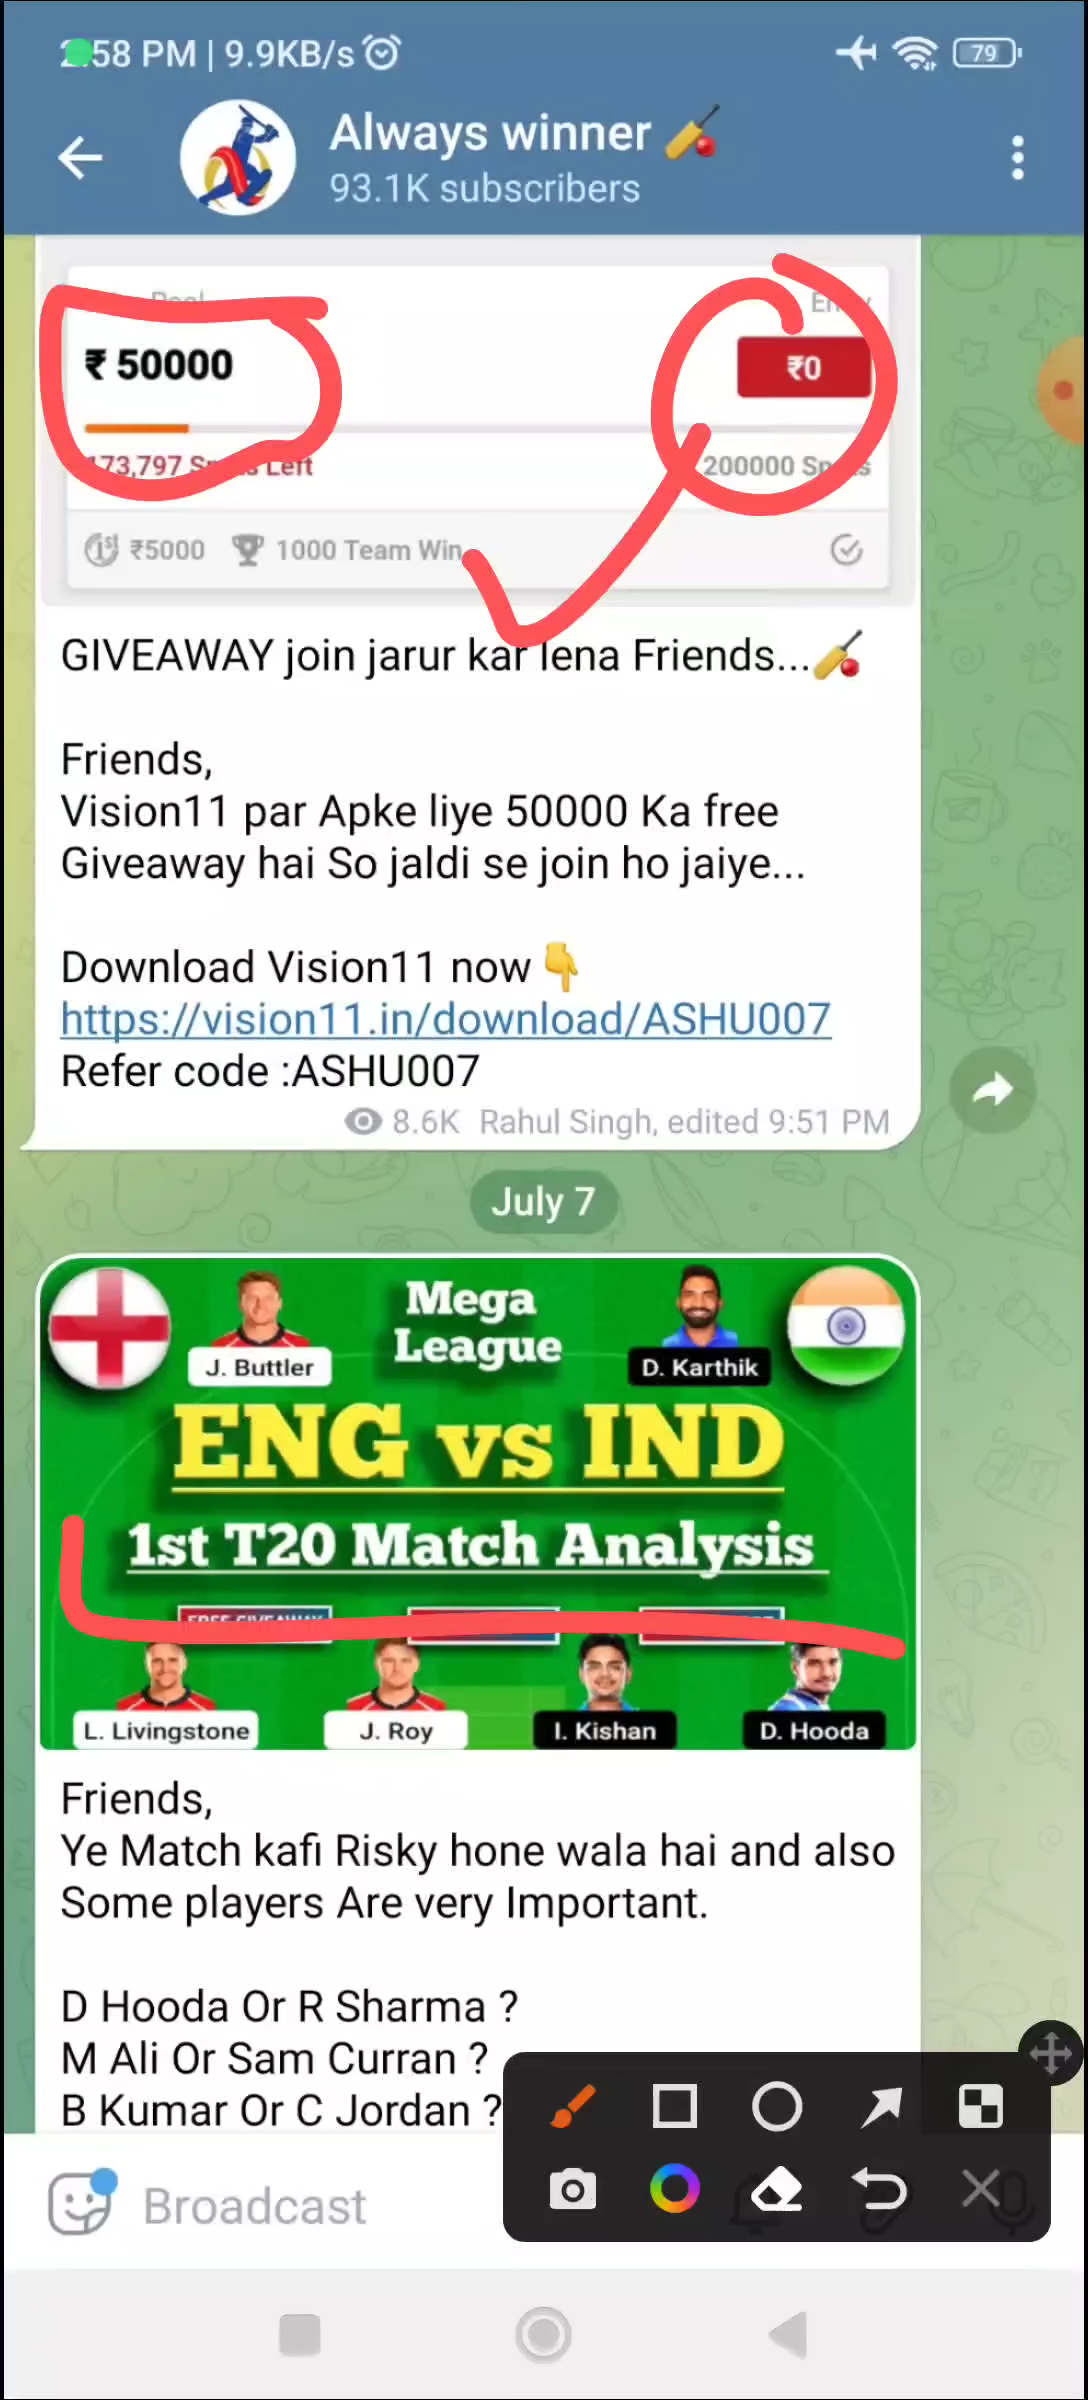 58 PM | 9.9KB/s
79
Always winner
93.1K subscribers
₹ 50000
₹0
Left
200000
1st ₹5000 1000 Team Win
GIVEAWAY join jarur kar lena Friends...
Friends,
Vision11 par Apke liye 50000 Ka free
Giveaway hai So jaldi se join ho jaiye...
Download Vision11 now
https://vision11.in/download/ASHU007
Refer code :ASHU007
8.6K Rahul Singh, edited 9:51 PM
July 7
Mega
League
J. Buttler
D. Karthik
ENG vs IND
1st T20 Match Analysis
L. Livingstone
J. Roy
I. Kishan
D. Hooda
Friends,
Ye Match kafi Risky hone wala hai and also
Some players Are very Important.
D Hooda Or R Sharma ?
M Ali Or Sam Curran ?
B Kumar Or C Jordan ?
Broadcast